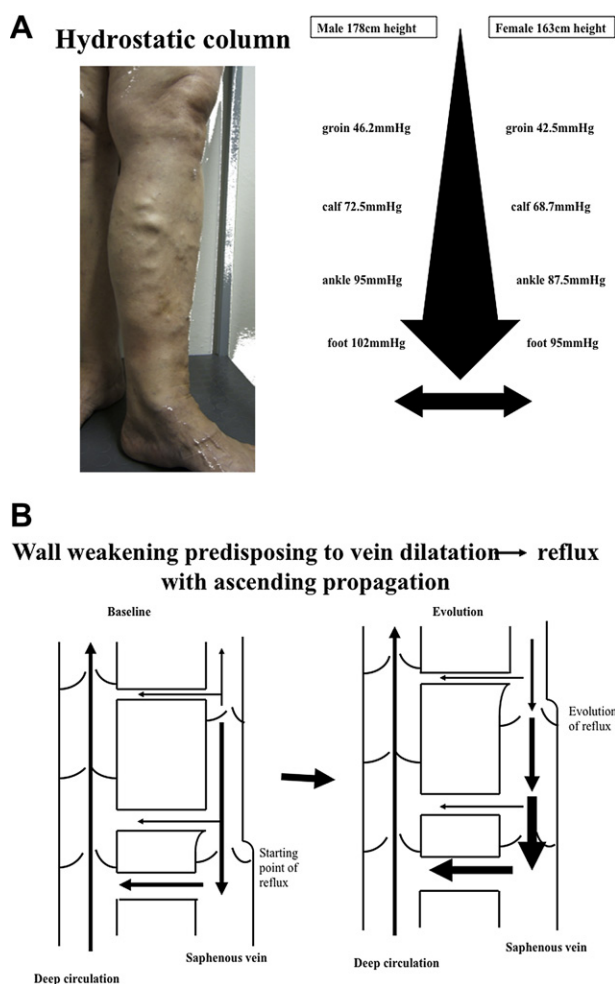 A
Hydrostatic column
Male 178cm height
Female 163cm height
groin 46.2mmHg
groin 42.5mmHg
calf 72.5mmHg
calf 68.7mmHg
ankle 95mmHg
ankle 87.5mmHg
foot 102mmHg
foot 95mmHg
B
Wall weakening predisposing to vein dilatation → reflux
with ascending propagation
Baseline
Evolution
Evolution
of reflux
Starting
point of
reflux
Saphenous vein
Deep circulation
Saphenous vein
Deep circulation